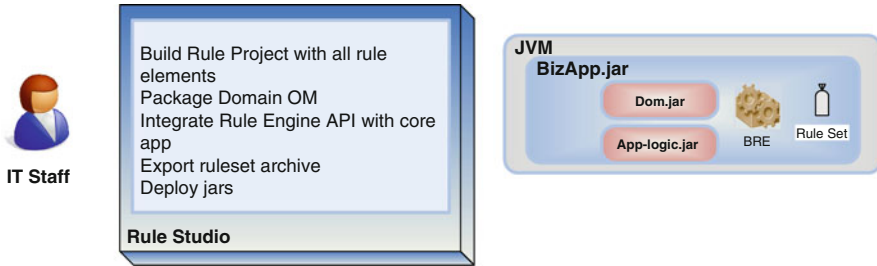 IT Staff
Build Rule Project with all rule
elements
Package Domain OM
Integrate Rule Engine API with core
app
Export ruleset archive
Deploy jars
Rule Studio
JVM
BizApp.jar
Dom.jar
App-logic.jar
BRE
Rule Set